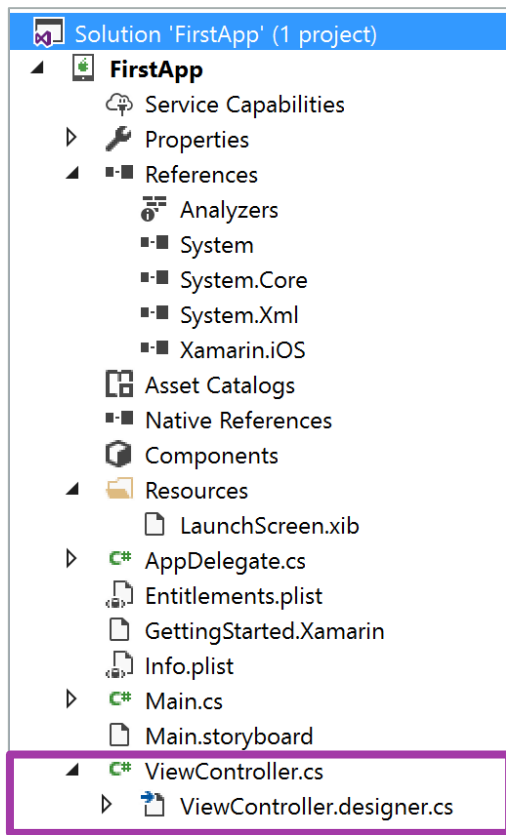 Solution 'FirstApp' (1 project)
FirstApp
Service Capabilities
Properties
References
Analyzers
System
System.Core
System.Xml
Xamarin.iOS
Asset Catalogs
Native References
Components
Resources
LaunchScreen.xib
C# AppDelegate.cs
Entitlements.plist
GettingStarted.Xamarin
Info.plist
C# Main.cs
Main.storyboard
C# ViewController.cs
ViewController.designer.cs